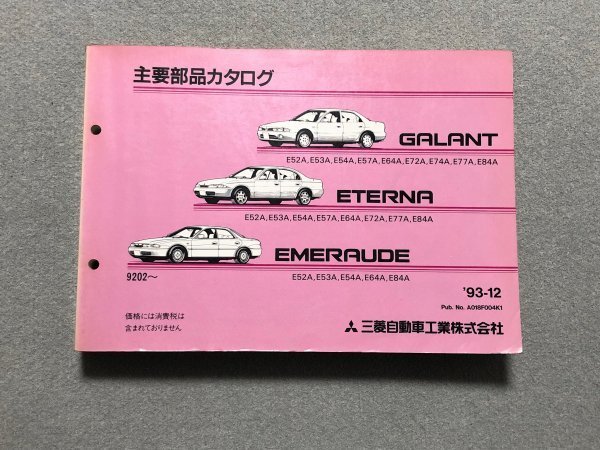 主要部品カタログ
GALANT
E52A,E53A,E54A,E57A,E64A,E72A,E74A,E77A,E84A
ETERNA
E52A,E53A,E54A,E57A,E64A,E72A,E77A,E84A
EMERAUDE
9202〜
E52A,E53A,E54A,E64A,E84A
'93-12
Pub. No. A018F004K1
価格には消費税は
含まれておりません
三菱自動車工業株式会社